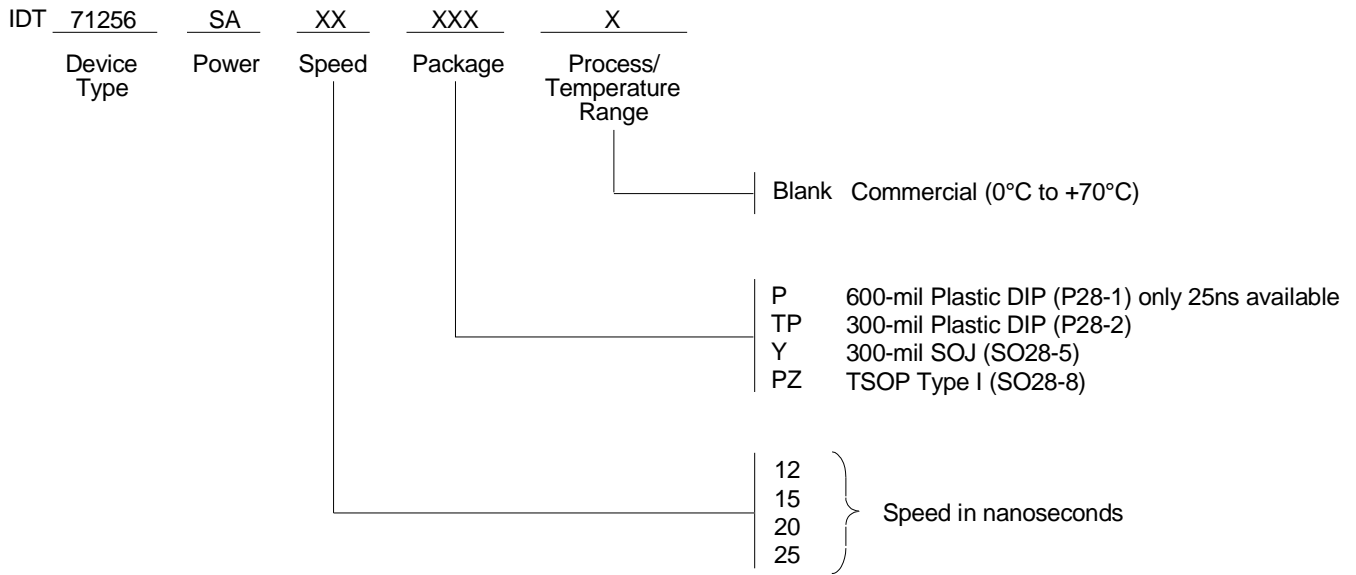 IDT 71256 SA XX XXX X
Device Type Power Speed Package Process/ Temperature Range
Blank Commercial (0°C to +70°C)
P 600-mil Plastic DIP (P28-1) only 25ns available
TP 300-mil Plastic DIP (P28-2)
Y 300-mil SOJ (SO28-5)
PZ TSOP Type I (SO28-8)
12
15
20
25
Speed in nanoseconds